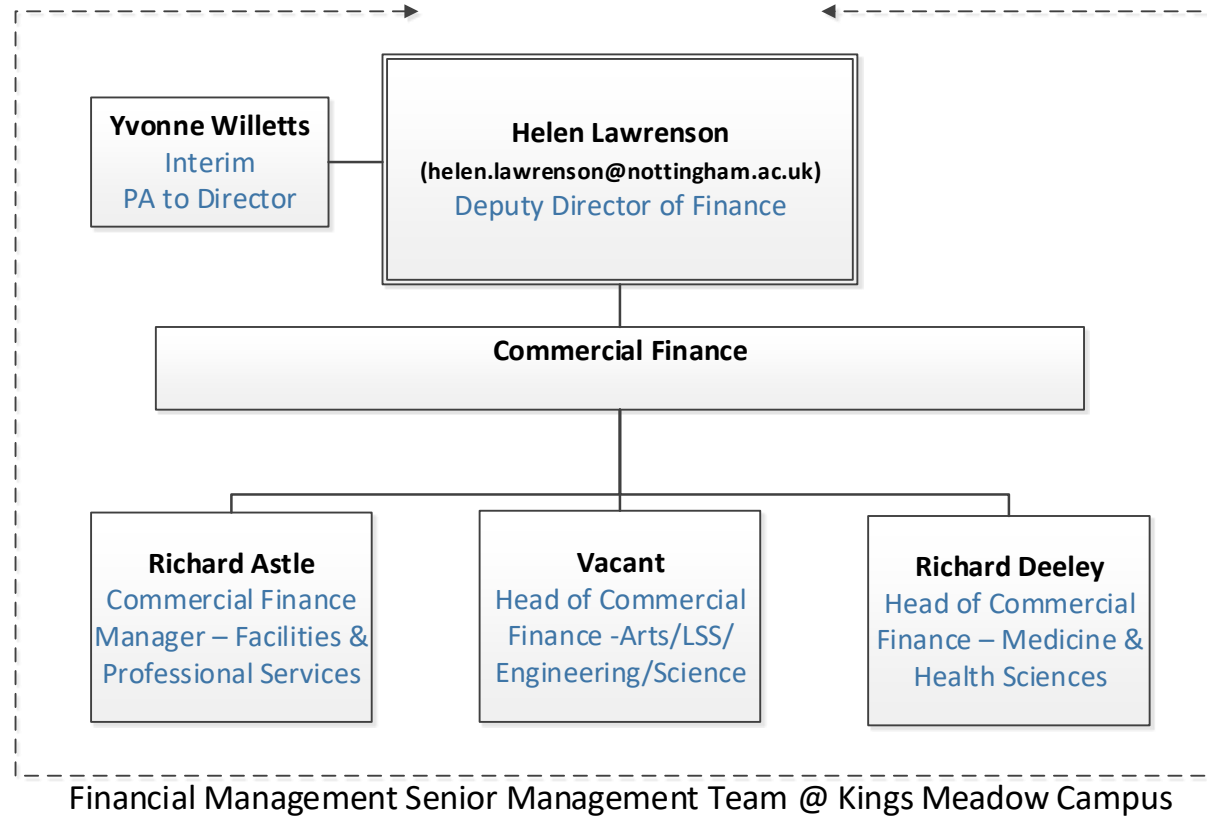 Yvonne Willetts
Interim
PA to Director
Helen Lawrenson
(helen.lawrenson@nottingham.ac.uk)
Deputy Director of Finance
Commercial Finance
Richard Astle
Commercial Finance
Manager – Facilities &
Professional Services
Vacant
Head of Commercial
Finance -Arts/LSS/
Engineering/Science
Richard Deeley
Head of Commercial
Finance – Medicine &
Health Sciences
Financial Management Senior Management Team @ Kings Meadow Campus